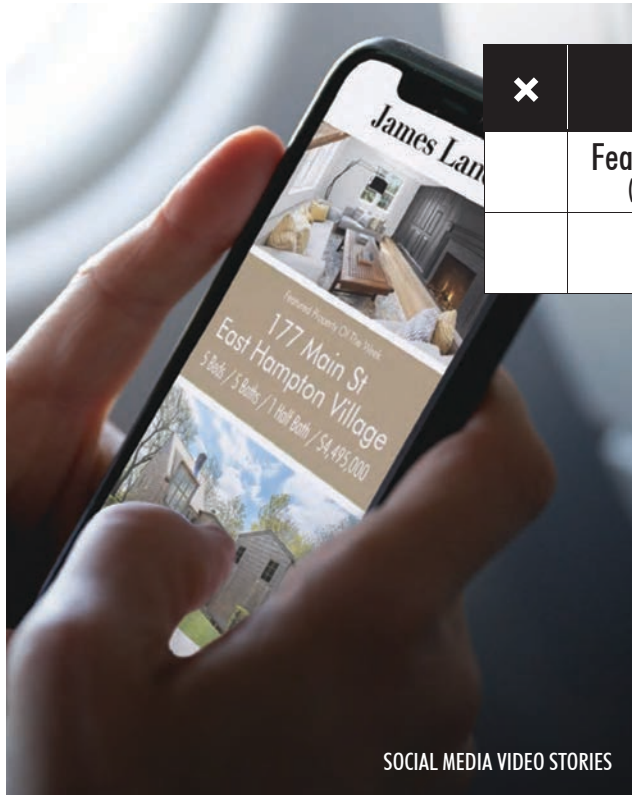 James Lan
Fea
(
Featured Property Of The Week
177 Main St
East Hampton Village
5 Beds / 5 Baths / 1 Half Bath / $4,495,000
SOCIAL MEDIA VIDEO STORIES